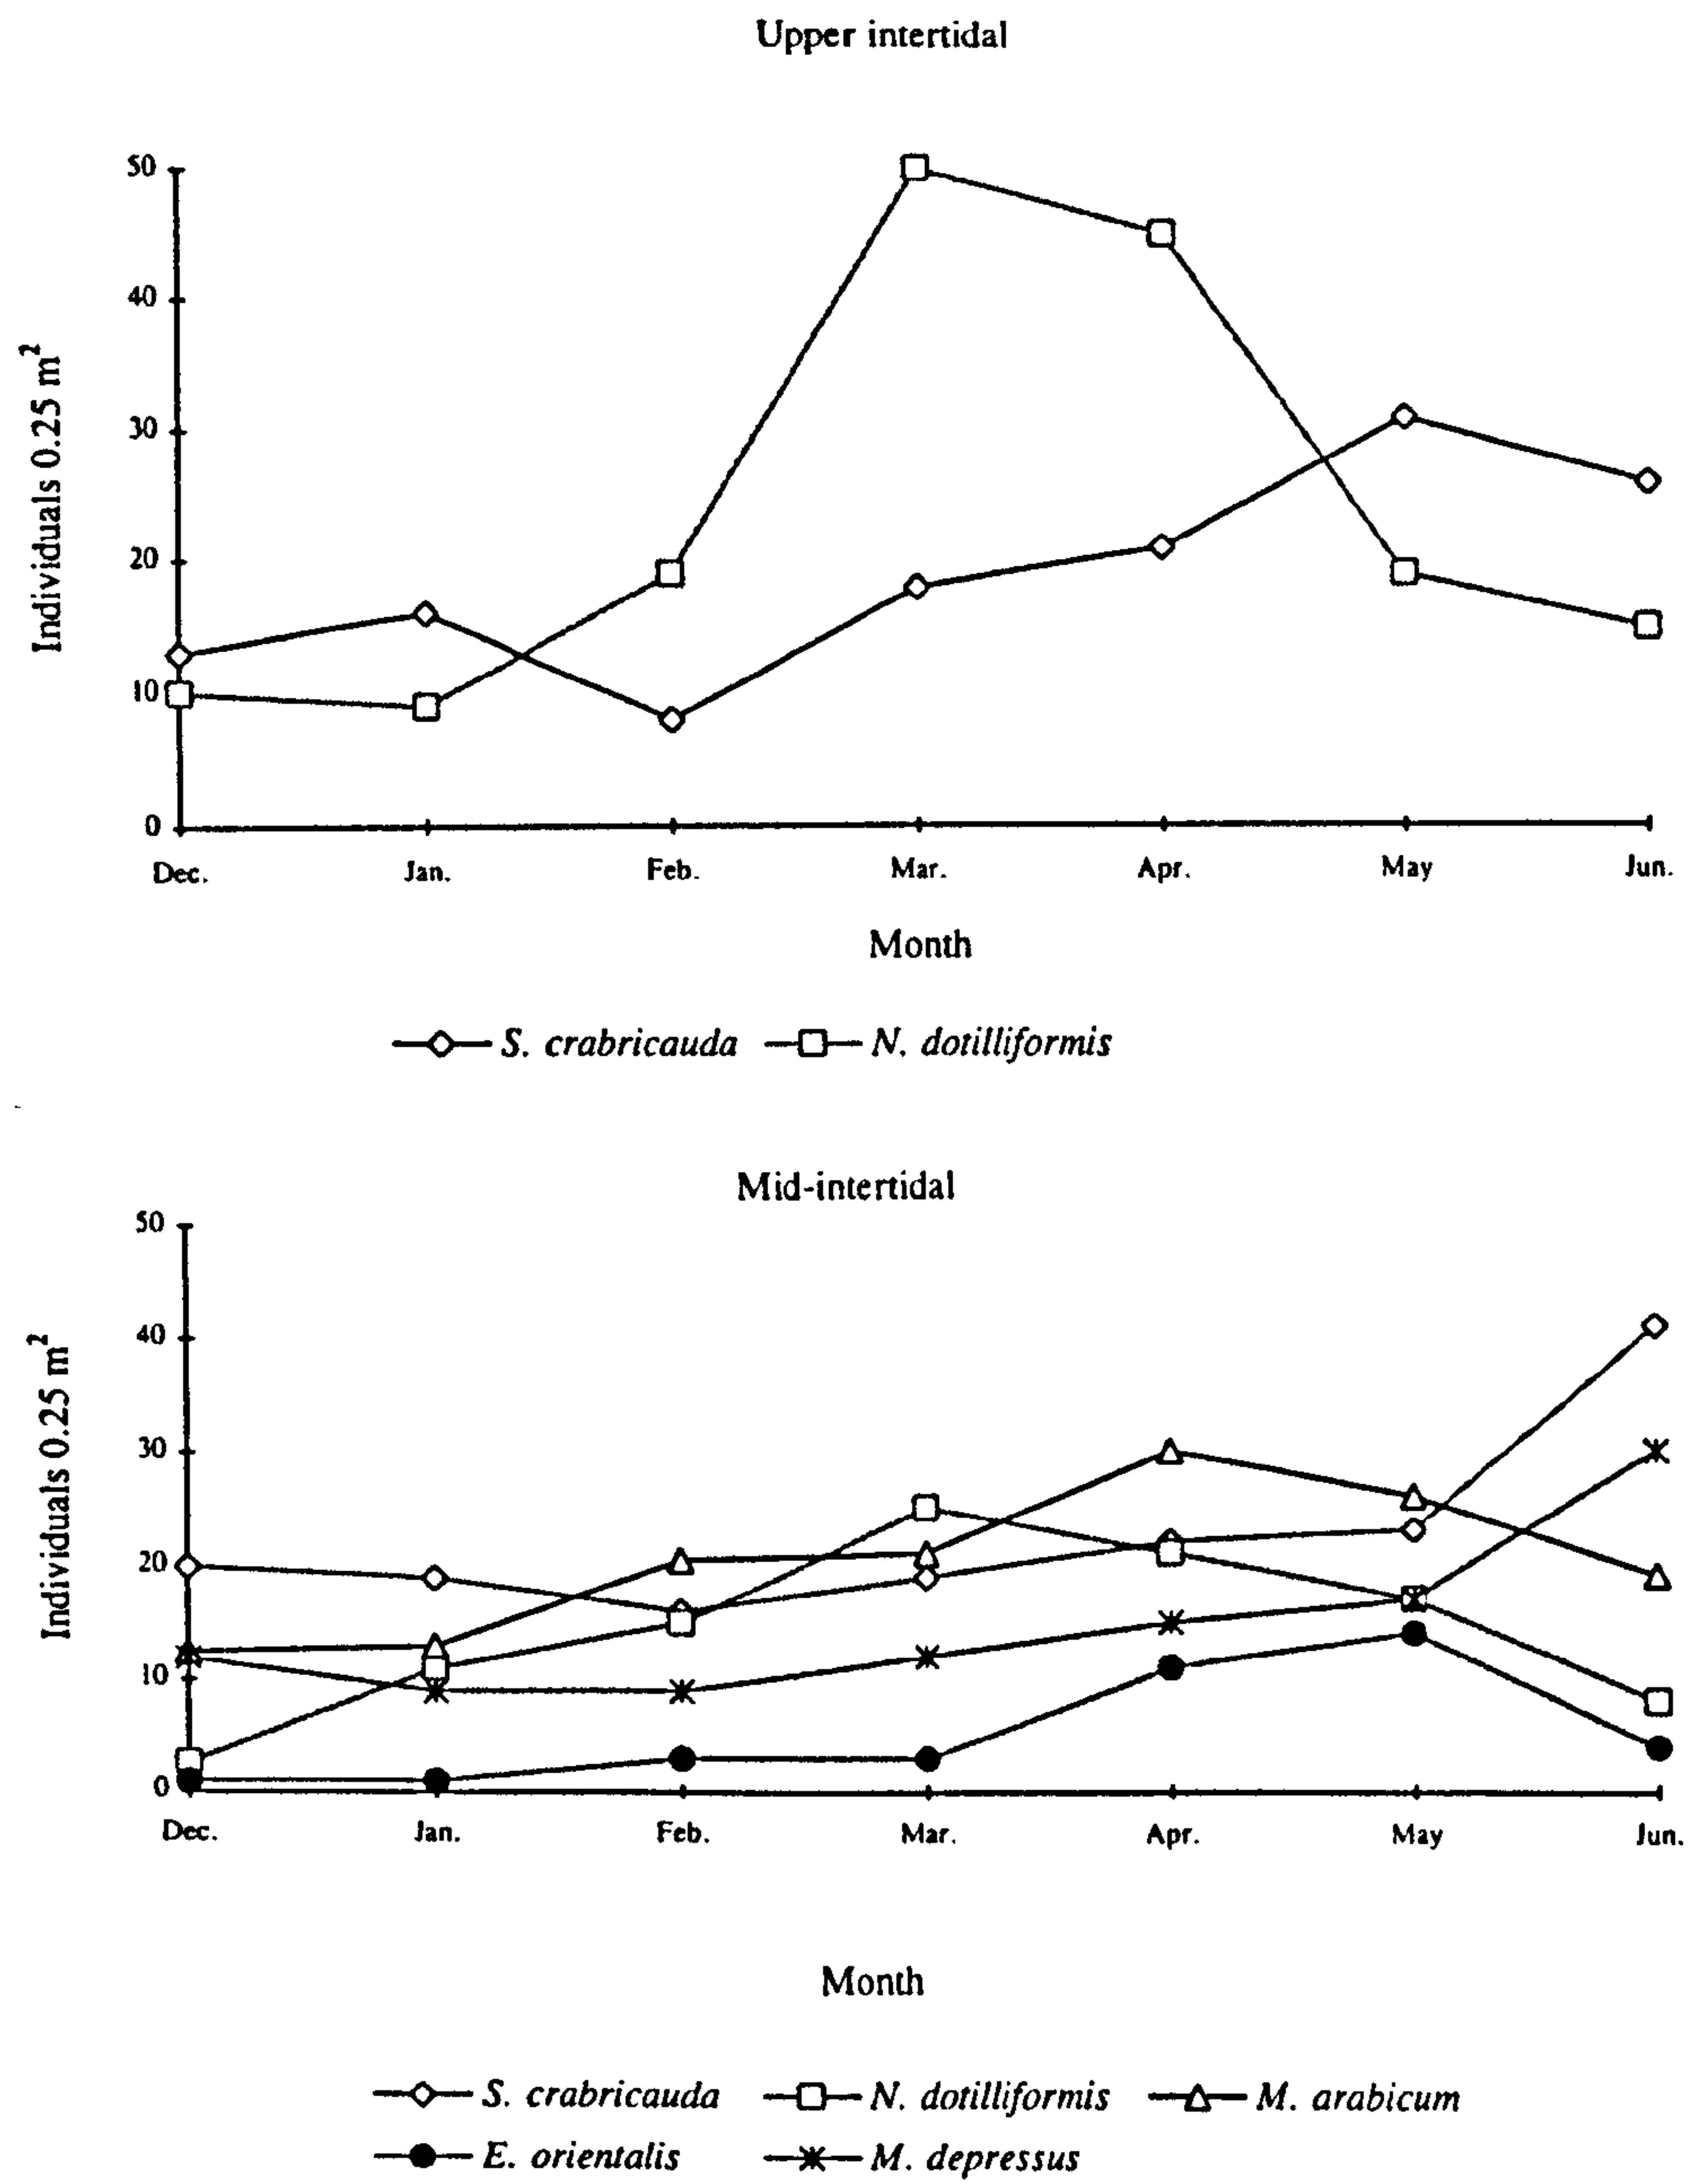 Upper intertidal
50
40
30
20
10
0
Individuals 0.25 m²
Dec. Jan. Feb. Mar. Apr. May Jun.
Month
S. crabricauda N. dotilliformis
Mid-intertidal
50
40
30
20
10
0
Individuals 0.25 m²
Dec. Jan. Feb. Mar. Apr. May Jun.
Month
S. crabricauda N. dotilliformis M. arabicum
E. orientalis M. depressus